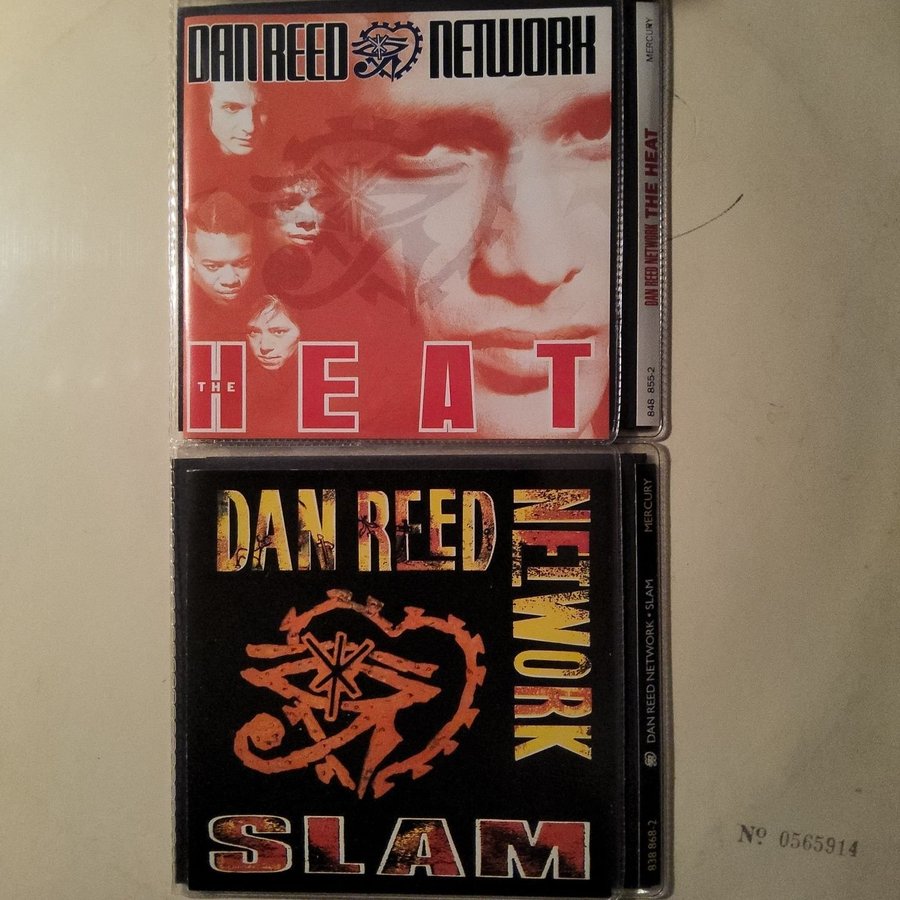 DAN REED NETWORK
THE
HEAT
848 855-2 DAN REED NETWORK THE HEAT MERCURY
DAN REED
NETWORK
SLAM
838 868-2 DAN REED NETWORK • SLAM MERCURY
Nº 0565914